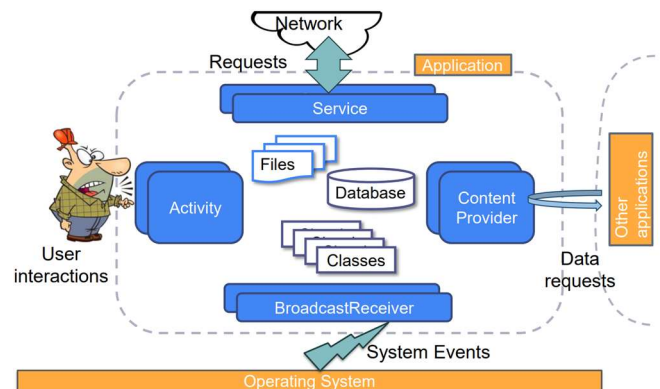 Network
Requests
Application
Service
Files
Database
Activity
Content
Provider
Other
applications
User
interactions
Classes
Data
requests
BroadcastReceiver
System Events
Operating System